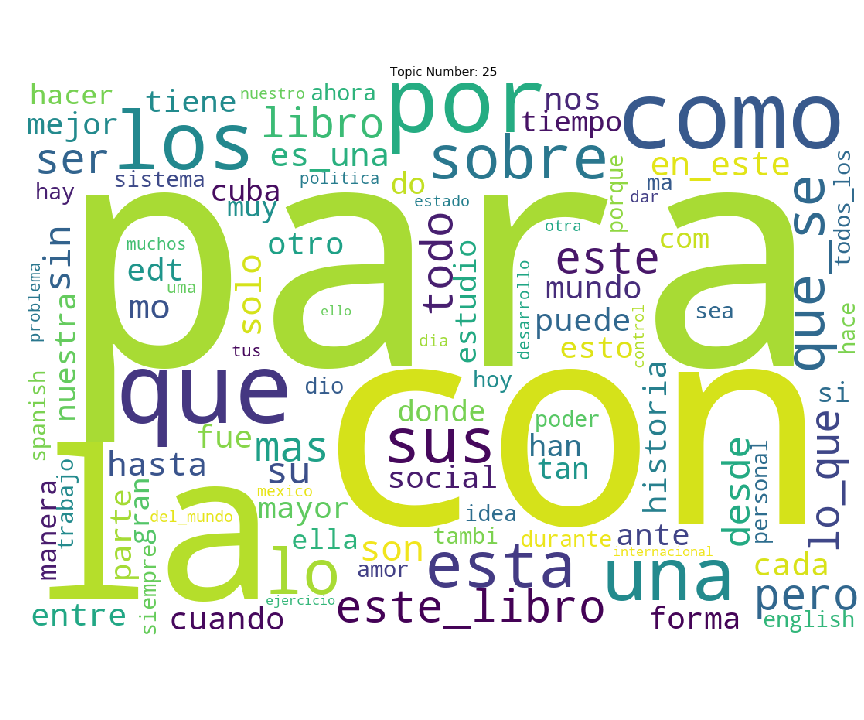 Topic Number: 25
hacer
tiene
nuestro
ahora
por
nos
como
mejor
los
libro
tiempo
ser
es_una
sobre
en_este
hay
sistema
cuba
politica
do
porque
ma
que_se
todos_los
muy
estado
dar
sin
para
muchos
otro
todo
otra
com
edt
uma
solo
estudio
este
mundo
mo
ello
desarrollo
puede
sea
problema
nuestra
tus
dia
esto
control
hace
que
con
dio
hoy
si
spanish
fue
mas
donde
sus
poder
han
historia
hasta
su
social
tan
desde
personal
lo_que
la
manera
trabajo
parte
gran
mexico
mayor
idea
del_mundo
siempre
ella
tambi
durante
ante
internacional
lo
son
amor
esta
una
cada
ejercicio
este_libro
pero
entre
cuando
forma
english